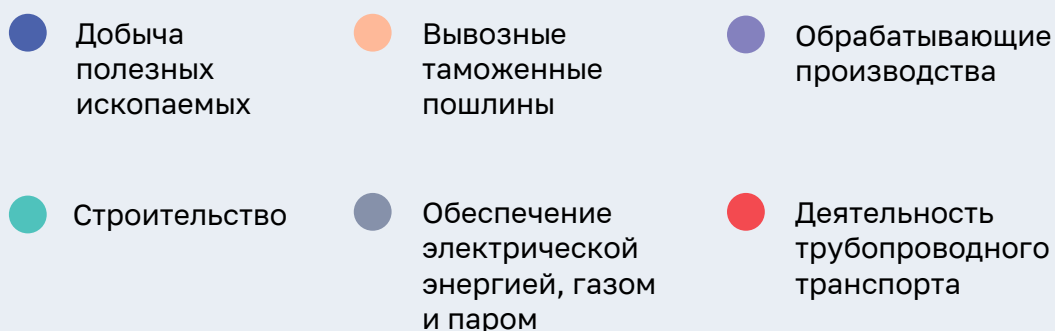 Добыча
полезных
ископаемых
Вывозные
таможенные
пошлины
Обрабатывающие
производства
Строительство
Обеспечение
электрической
энергией, газом
и паром
Деятельность
трубопроводного
транспорта